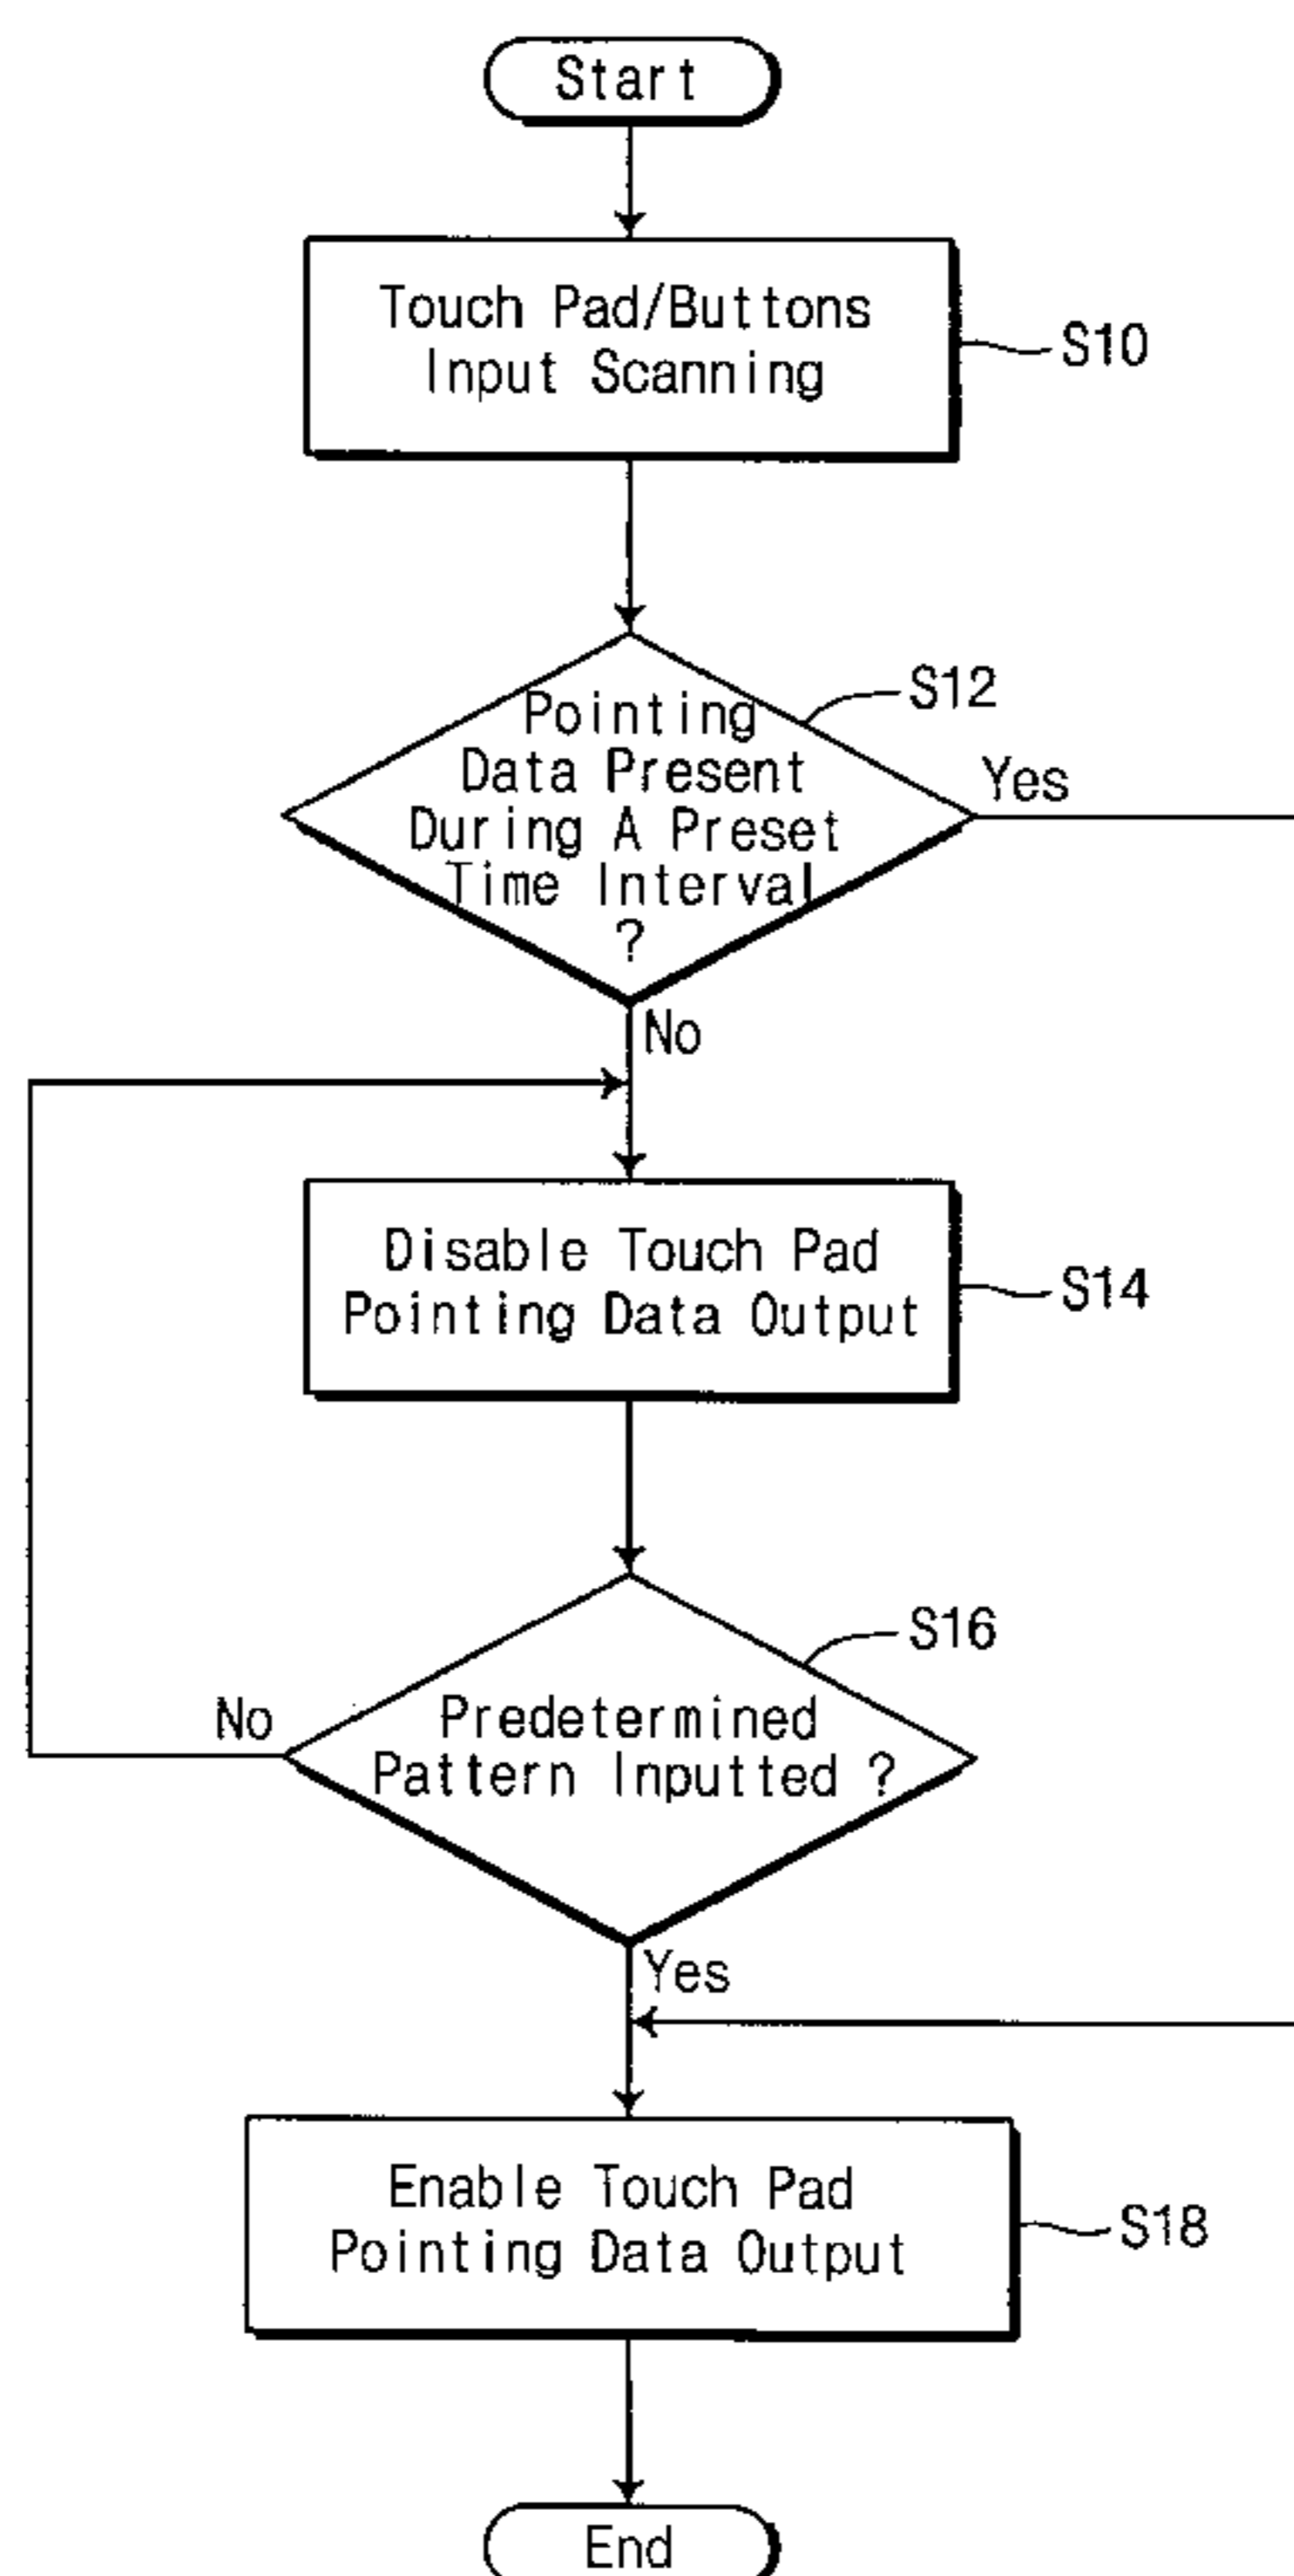 Start
Touch Pad/Buttons
Input Scanning
S10
S12
Pointing
Data Present
During A Preset
Time Interval
?
Yes
No
Disable Touch Pad
Pointing Data Output
S14
S16
No
Predetermined
Pattern Inputted ?
Yes
Enable Touch Pad
Pointing Data Output
S18
End